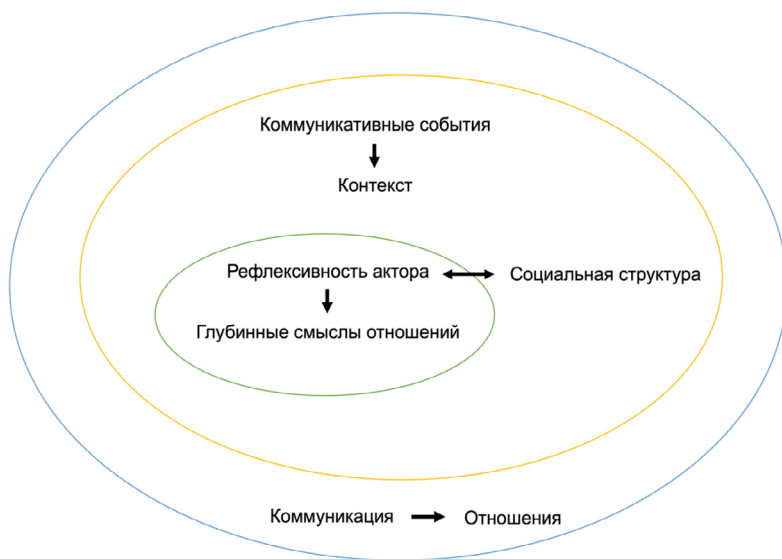 Коммуникативные события
Контекст
Рефлексивность актора
Социальная структура
Глубинные смыслы отношений
Коммуникация
Отношения